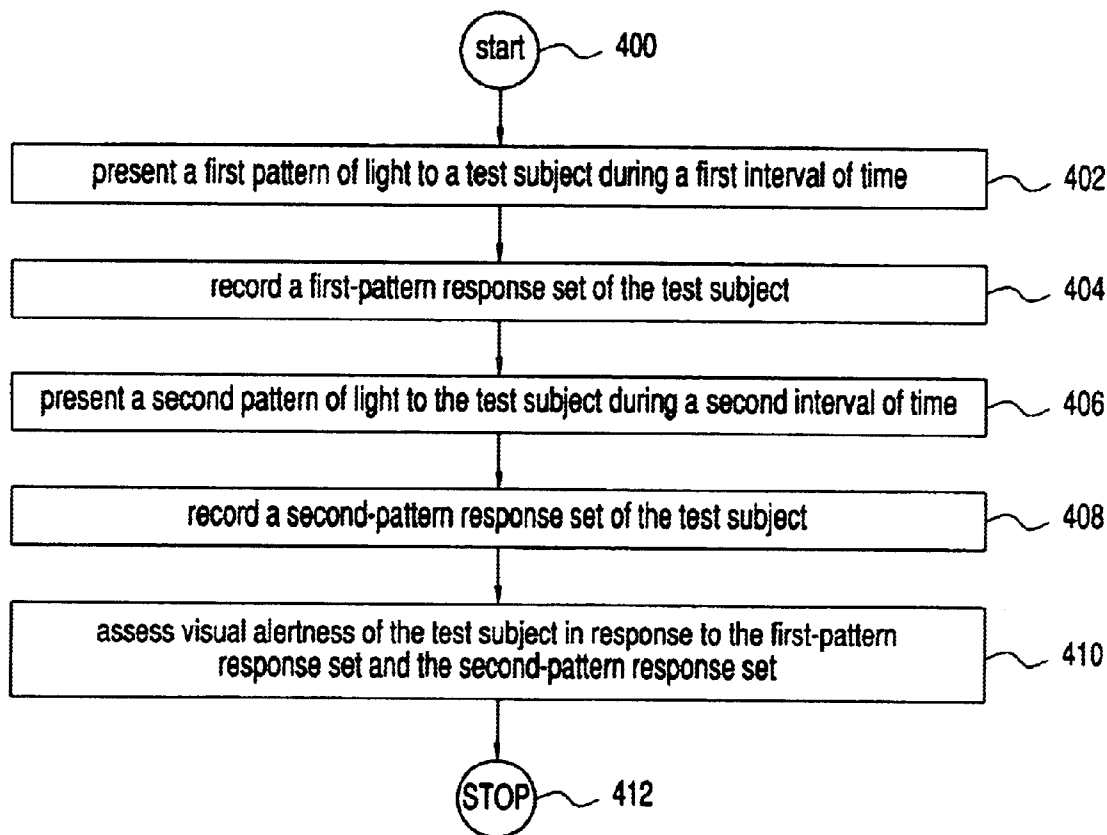 start 400
present a first pattern of light to a test subject during a first interval of time 402
record a first-pattern response set of the test subject 404
present a second pattern of light to the test subject during a second interval of time 406
record a second-pattern response set of the test subject 408
assess visual alertness of the test subject in response to the first-pattern
response set and the second-pattern response set 410
STOP 412